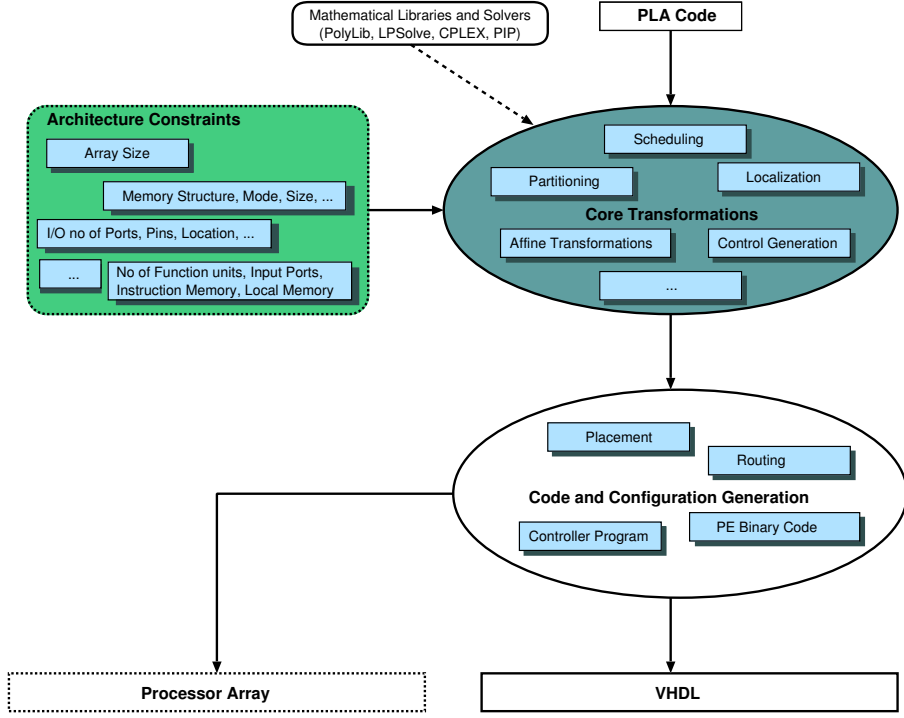 Mathematical Libraries and Solvers
(PolyLib, LPSolve, CPLEX, PIP)
PLA Code
Architecture Constraints
Array Size
Memory Structure, Mode, Size, ...
I/O no of Ports, Pins, Location, ...
...
No of Function units, Input Ports,
Instruction Memory, Local Memory
Scheduling
Partitioning
Localization
Core Transformations
Affine Transformations
Control Generation
...
Placement
Routing
Code and Configuration Generation
Controller Program
PE Binary Code
Processor Array
VHDL